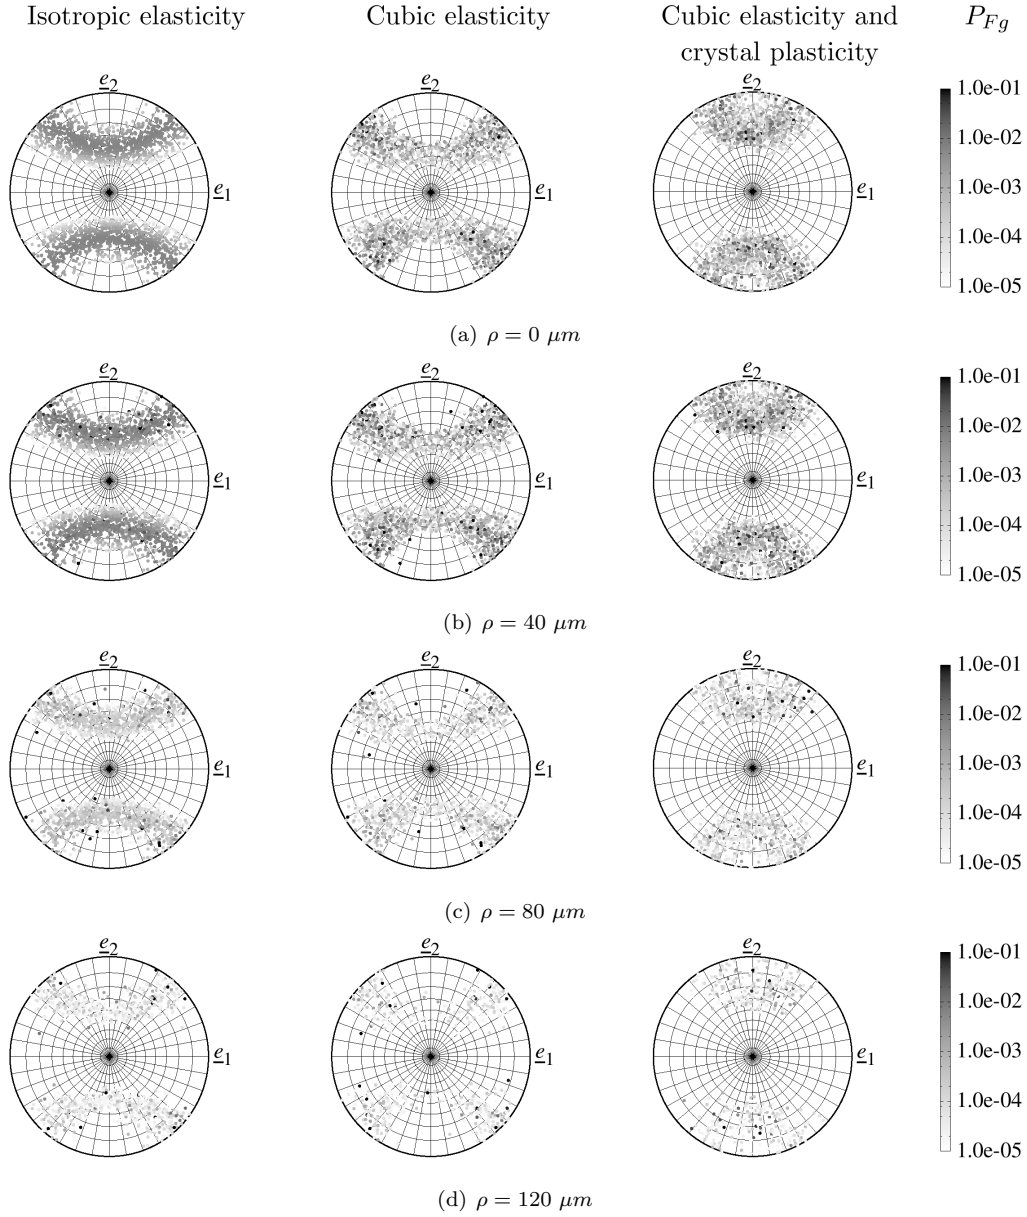 Isotropic elasticity
Cubic elasticity
Cubic elasticity and
crystal plasticity
P_{Fg}
e_2
e_1
e_2
e_1
e_2
e_1
1.0e-01
1.0e-02
1.0e-03
1.0e-04
1.0e-05
(a) ρ = 0 μm
e_2
e_1
e_2
e_1
e_2
e_1
1.0e-01
1.0e-02
1.0e-03
1.0e-04
1.0e-05
(b) ρ = 40 μm
e_2
e_1
e_2
e_1
e_2
e_1
1.0e-01
1.0e-02
1.0e-03
1.0e-04
1.0e-05
(c) ρ = 80 μm
e_2
e_1
e_2
e_1
e_2
e_1
1.0e-01
1.0e-02
1.0e-03
1.0e-04
1.0e-05
(d) ρ = 120 μm